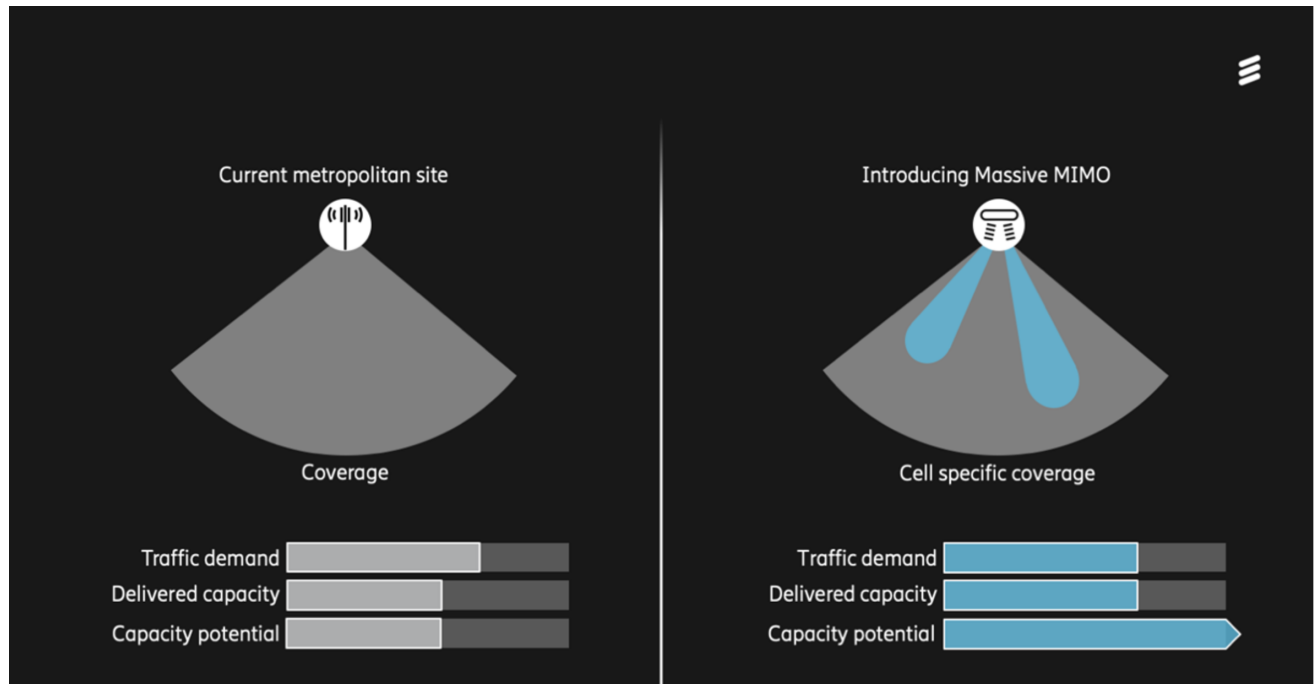 Current metropolitan site
Coverage
Traffic demand
Delivered capacity
Capacity potential
Introducing Massive MIMO
Cell specific coverage
Traffic demand
Delivered capacity
Capacity potential